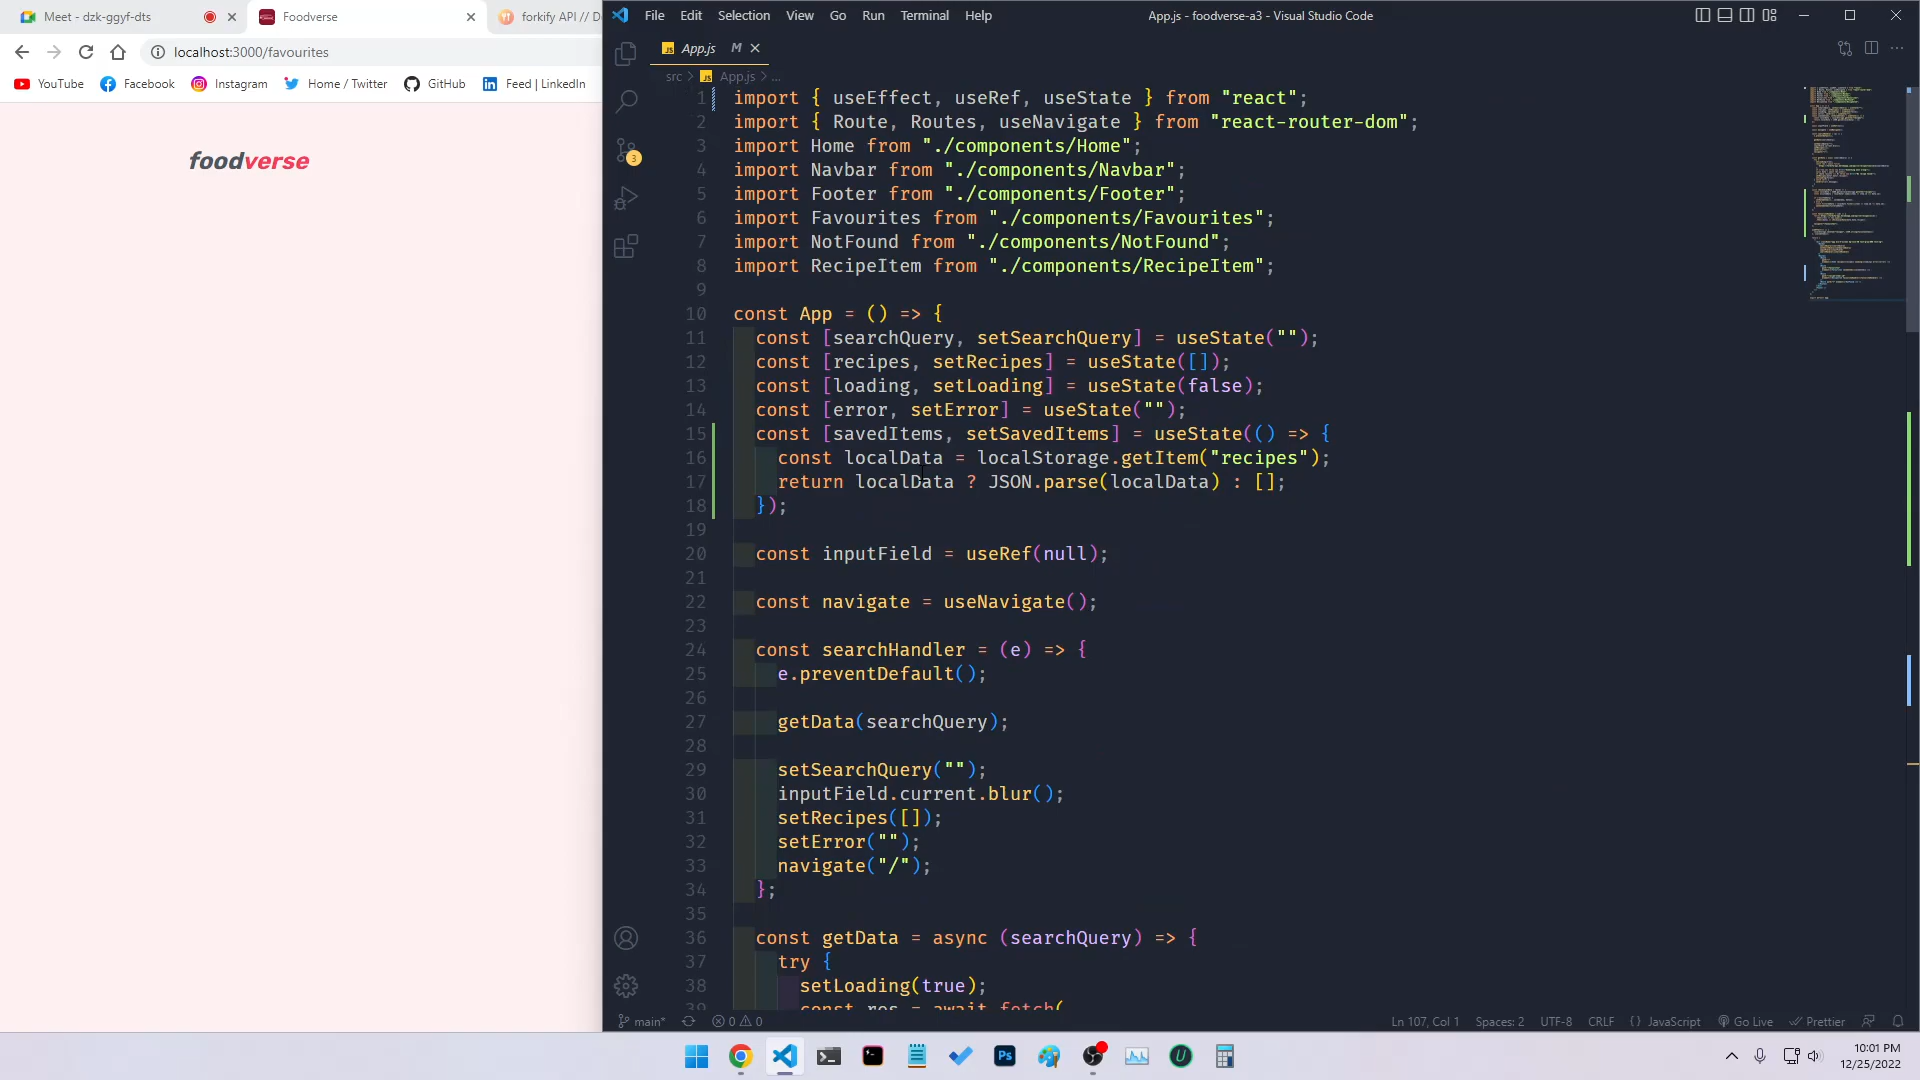 Meet - dzk-ggyf-dts
Foodverse
forkify API // D
localhost:3000/favourites
YouTube
Facebook
Instagram
Home / Twitter
GitHub
Feed | LinkedIn
foodverse
File Edit Selection View Go Run Terminal Help
App.js - foodverse-a3 - Visual Studio Code
JS App.js M
src > JS App.js > ...
3
1 import { useEffect, useRef, useState } from "react";
2 import { Route, Routes, useNavigate } from "react-router-dom";
3 import Home from "./components/Home";
4 import Navbar from "./components/Navbar";
5 import Footer from "./components/Footer";
6 import Favourites from "./components/Favourites";
7 import NotFound from "./components/NotFound";
8 import RecipeItem from "./components/RecipeItem";
9
10 const App = () => {
11 const [searchQuery, setSearchQuery] = useState("");
12 const [recipes, setRecipes] = useState([]);
13 const [loading, setLoading] = useState(false);
14 const [error, setError] = useState("");
15 const [savedItems, setSavedItems] = useState(() => {
16 const localData = localStorage.getItem("recipes");
17 return localData ? JSON.parse(localData) : [];
18 });
19
20 const inputField = useRef(null);
21
22 const navigate = useNavigate();
23
24 const searchHandler = (e) => {
25 e.preventDefault();
26
27 getData(searchQuery);
28
29 setSearchQuery("");
30 inputField.current.blur();
31 setRecipes([]);
32 setError("");
33 navigate("/");
34 };
35
36 const getData = async (searchQuery) => {
37 try {
38 setLoading(true);
39 const res = await fetch(
main*
0 0
Ln 107, Col 1
Spaces: 2
UTF-8
CRLF
{} JavaScript
Go Live
Prettier
Ps
U
10:01 PM
12/25/2022